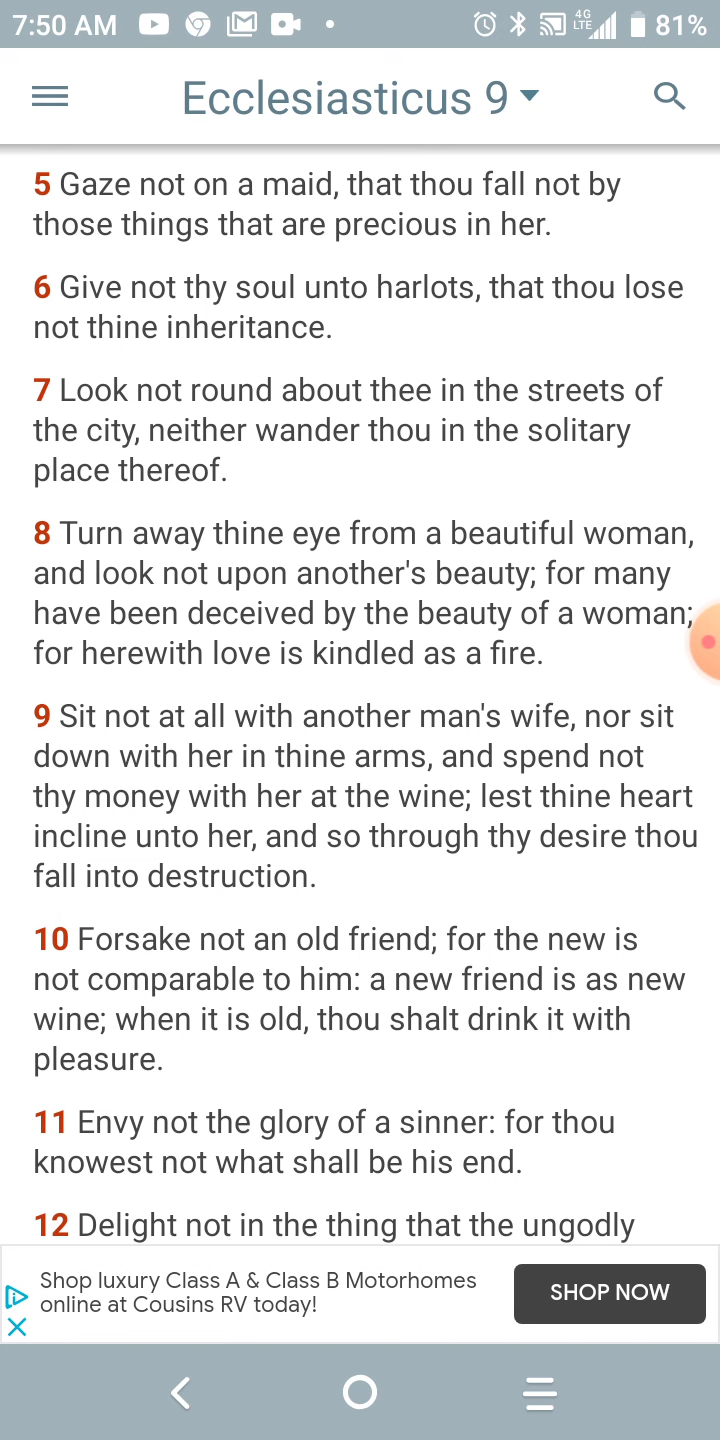 7:50 AM
4G
LTE
81%
Ecclesiasticus 9
5 Gaze not on a maid, that thou fall not by
those things that are precious in her.
6 Give not thy soul unto harlots, that thou lose
not thine inheritance.
7 Look not round about thee in the streets of
the city, neither wander thou in the solitary
place thereof.
8 Turn away thine eye from a beautiful woman,
and look not upon another's beauty; for many
have been deceived by the beauty of a woman;
for herewith love is kindled as a fire.
9 Sit not at all with another man's wife, nor sit
down with her in thine arms, and spend not
thy money with her at the wine; lest thine heart
incline unto her, and so through thy desire thou
fall into destruction.
10 Forsake not an old friend; for the new is
not comparable to him: a new friend is as new
wine; when it is old, thou shalt drink it with
pleasure.
11 Envy not the glory of a sinner: for thou
knowest not what shall be his end.
12 Delight not in the thing that the ungodly
Shop luxury Class A & Class B Motorhomes
online at Cousins RV today!
SHOP NOW